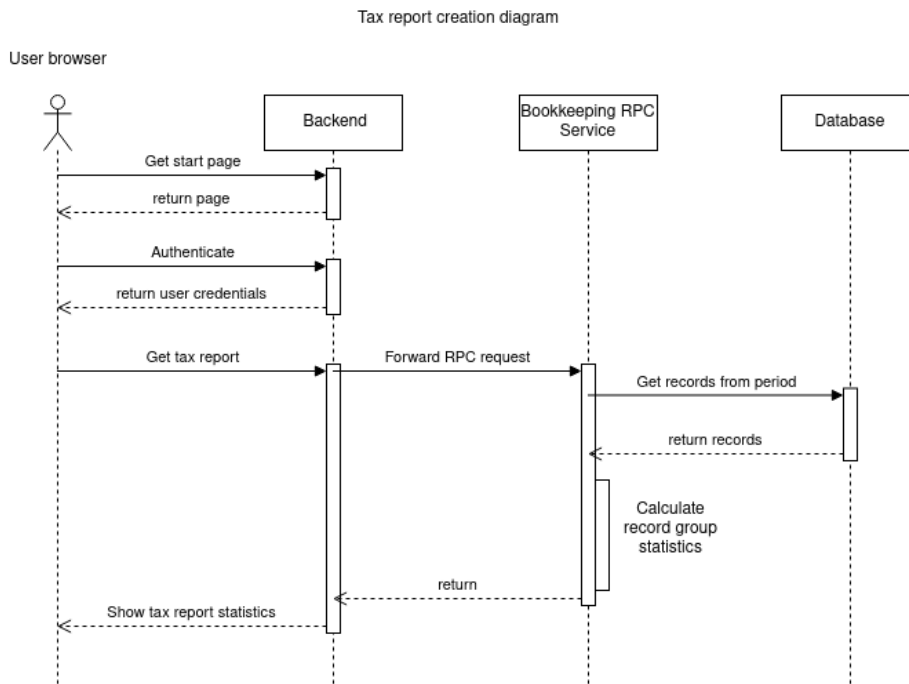 Tax report creation diagram
User browser
Backend
Bookkeeping RPC
Service
Database
Get start page
return page
Authenticate
return user credentials
Get tax report
Forward RPC request
Get records from period
return records
Calculate
record group
statistics
return
Show tax report statistics